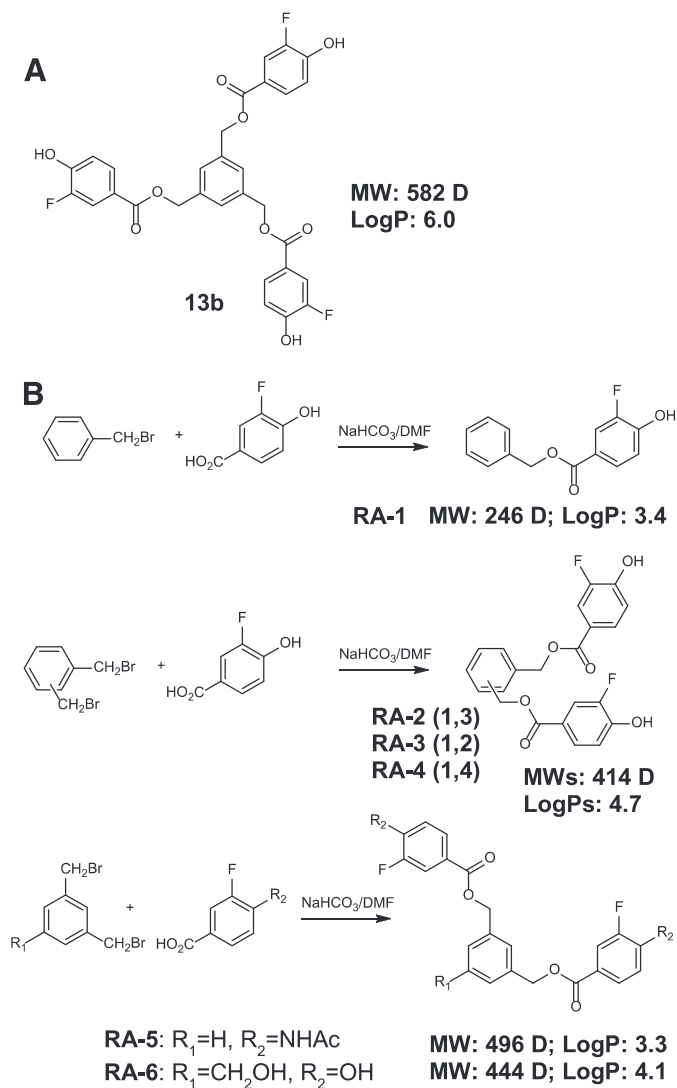 A
F
OH
O
O
HO
F
O
O
O
O
F
OH
MW: 582 D
LogP: 6.0
13b
B
CH₂Br
+
F
OH
HO₂C
NaHCO₃/DMF
F
OH
O
O
RA-1 MW: 246 D; LogP: 3.4
CH₂Br
CH₂Br
+
F
OH
HO₂C
NaHCO₃/DMF
F
OH
O
O
O
O
F
OH
RA-2 (1,3)
RA-3 (1,2)
RA-4 (1,4)
MWs: 414 D
LogPs: 4.7
CH₂Br
R₁
CH₂Br
+
F
R₂
HO₂C
NaHCO₃/DMF
R₂
F
O
O
R₁
O
O
F
R₂
RA-5: R₁=H, R₂=NHAc MW: 496 D; LogP: 3.3
RA-6: R₁=CH₂OH, R₂=OH MW: 444 D; LogP: 4.1